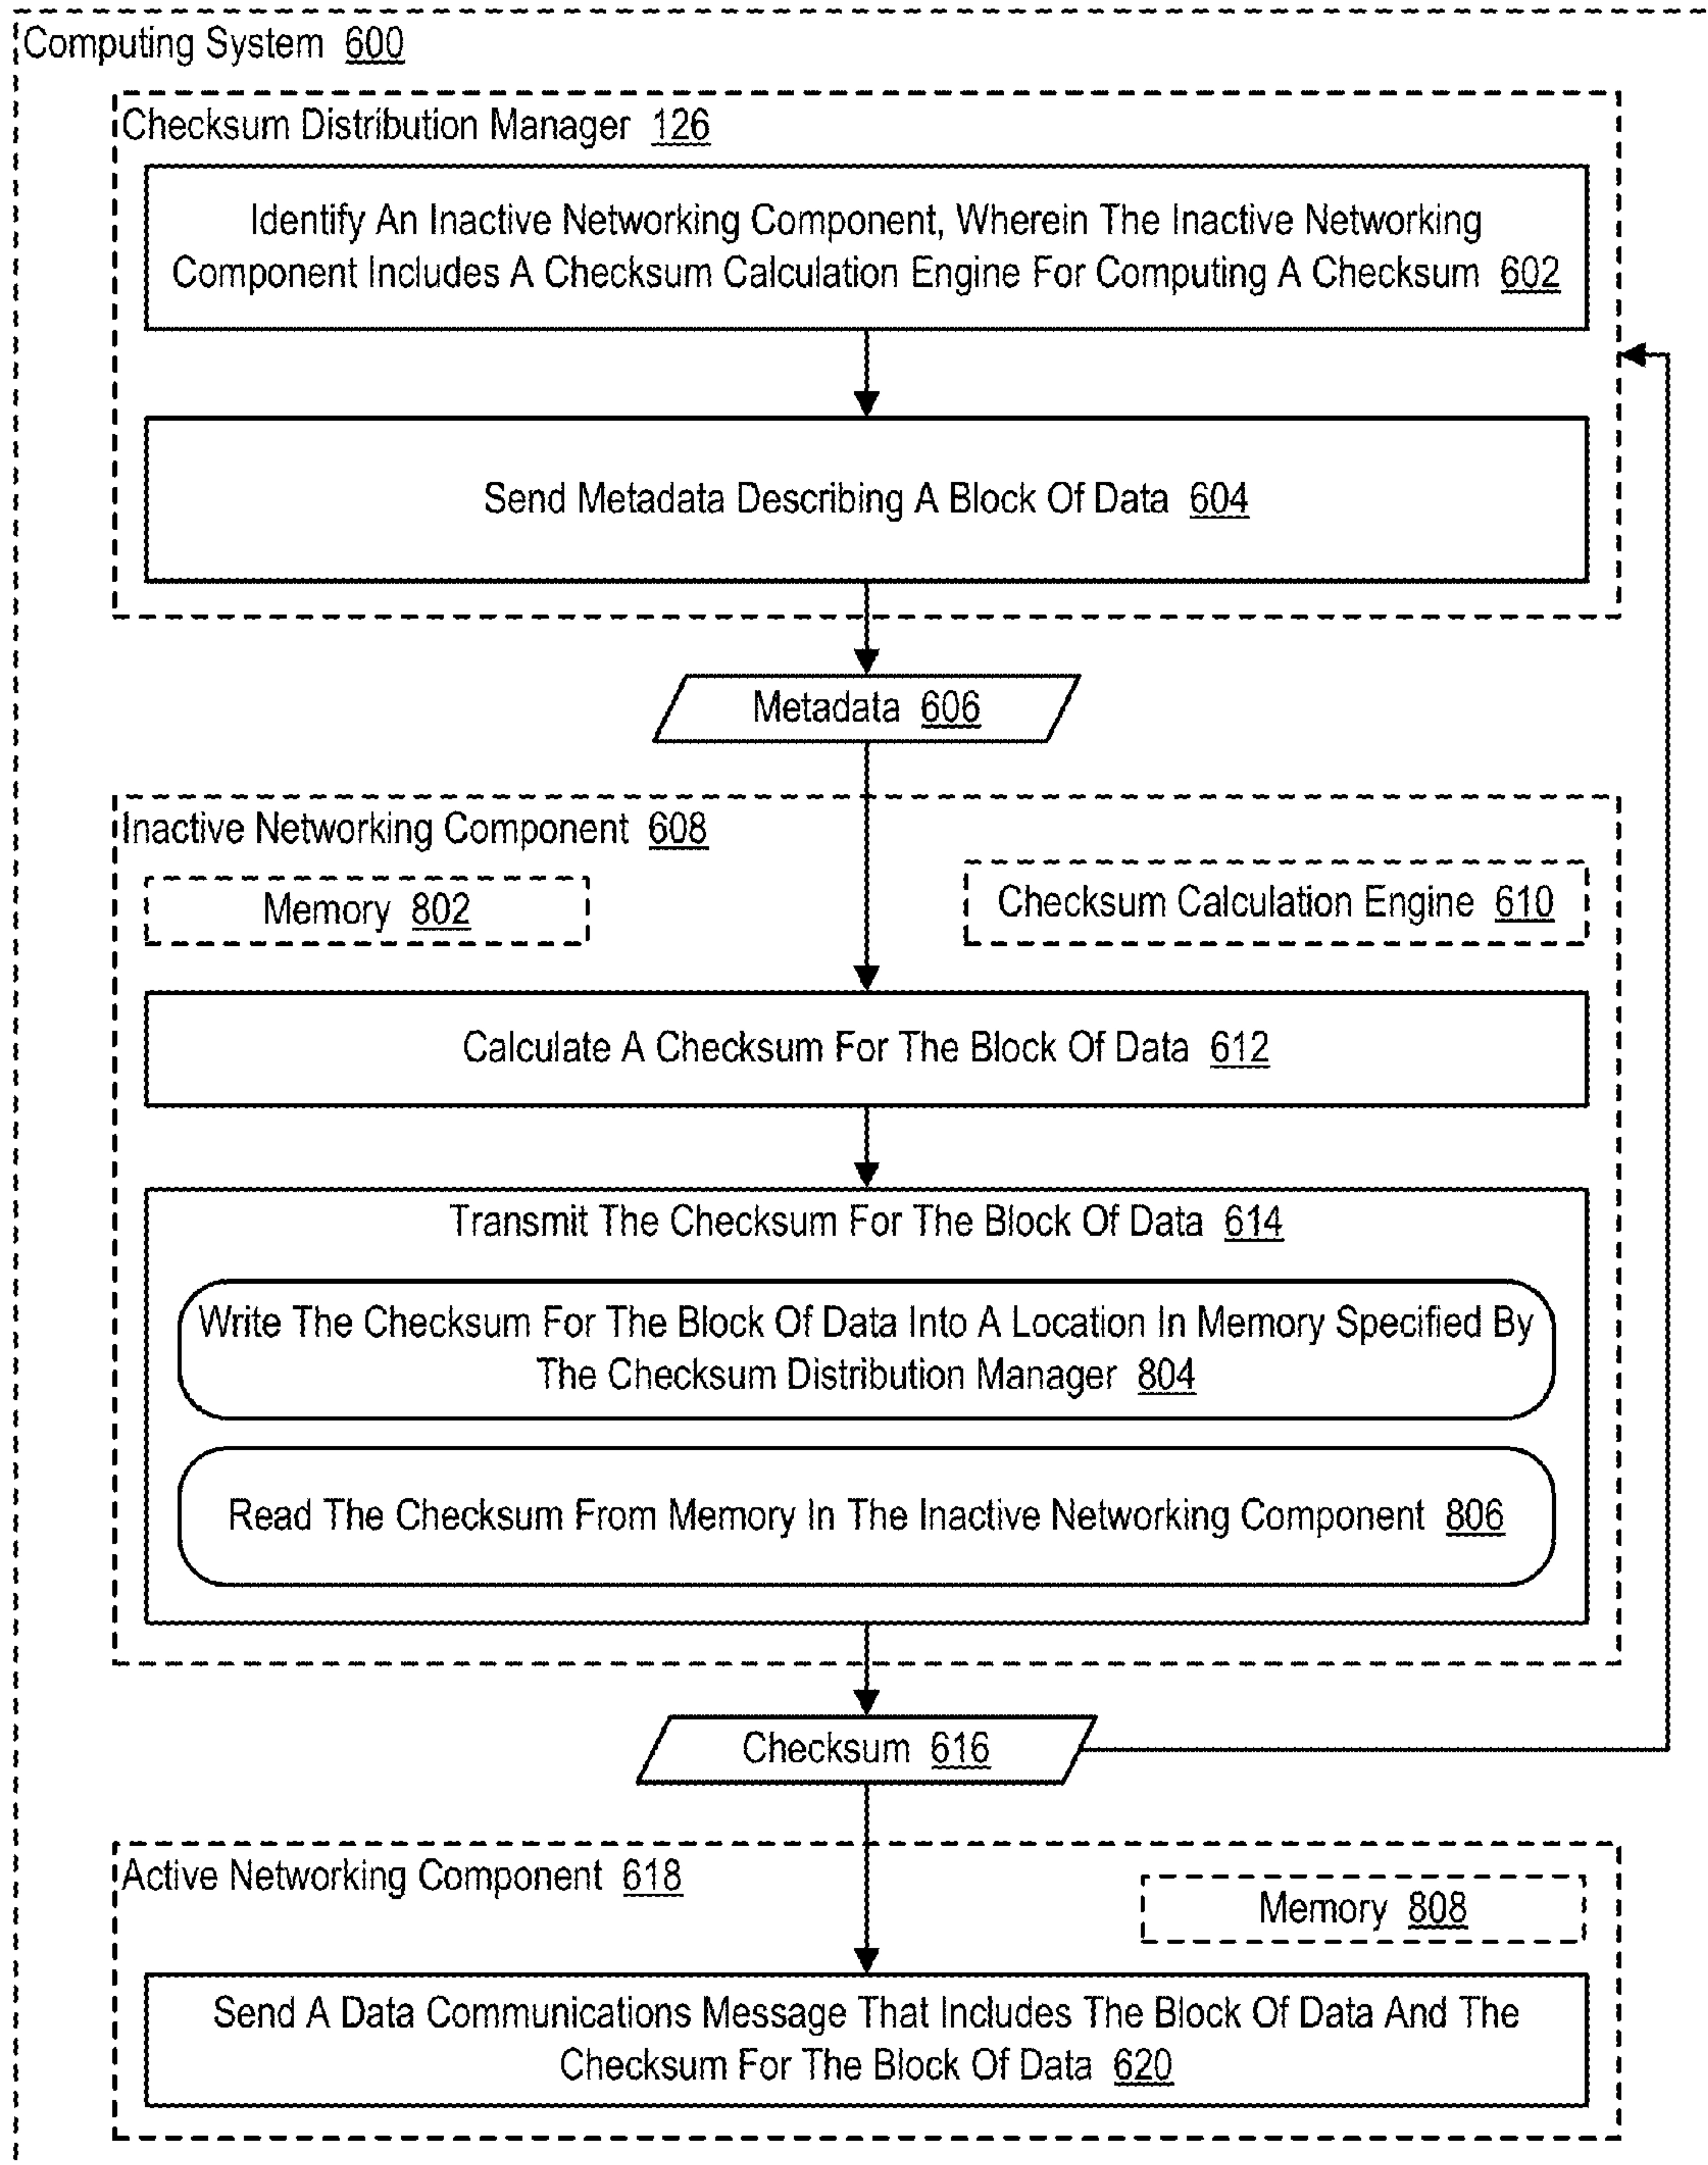 Computing System 600
Checksum Distribution Manager 126
Identify An Inactive Networking Component, Wherein The Inactive Networking
Component Includes A Checksum Calculation Engine For Computing A Checksum 602
Send Metadata Describing A Block Of Data 604
Metadata 606
Inactive Networking Component 608
Memory 802
Checksum Calculation Engine 610
Calculate A Checksum For The Block Of Data 612
Transmit The Checksum For The Block Of Data 614
Write The Checksum For The Block Of Data Into A Location In Memory Specified By
The Checksum Distribution Manager 804
Read The Checksum From Memory In The Inactive Networking Component 806
Checksum 616
Active Networking Component 618
Memory 808
Send A Data Communications Message That Includes The Block Of Data And The
Checksum For The Block Of Data 620